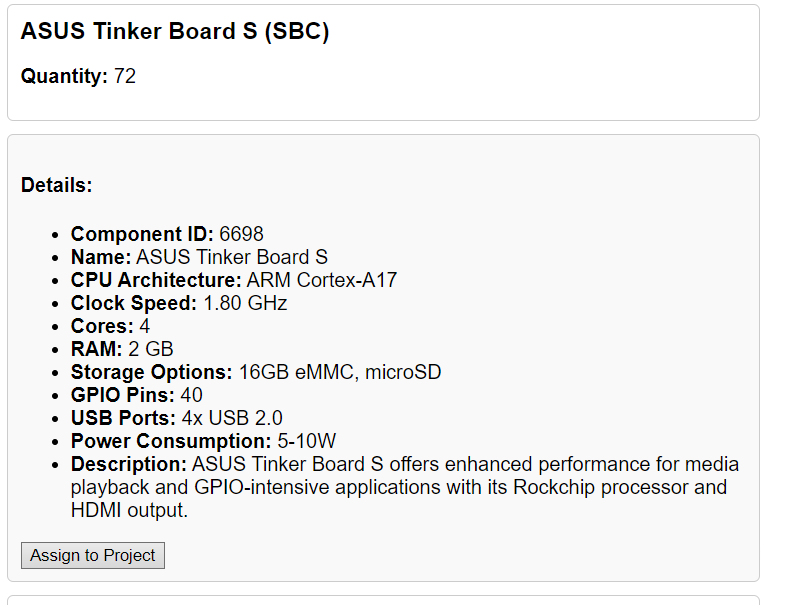 ASUS Tinker Board S (SBC)
Quantity: 72
Details:
Component ID: 6698
Name: ASUS Tinker Board S
CPU Architecture: ARM Cortex-A17
Clock Speed: 1.80 GHz
Cores: 4
RAM: 2 GB
Storage Options: 16GB eMMC, microSD
GPIO Pins: 40
USB Ports: 4x USB 2.0
Power Consumption: 5-10W
Description: ASUS Tinker Board S offers enhanced performance for media
playback and GPIO-intensive applications with its Rockchip processor and
HDMI output.
Assign to Project